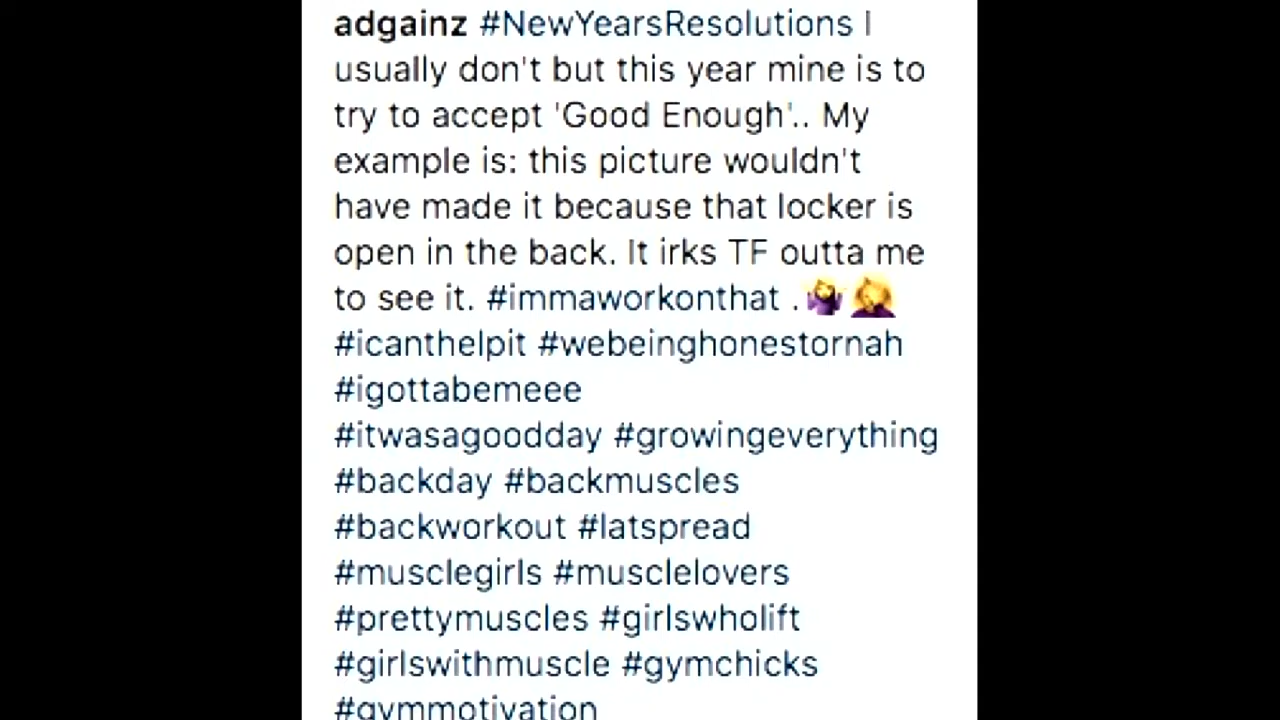 adgainz #NewYearsResolutions I
usually don't but this year mine is to
try to accept 'Good Enough'.. My
example is: this picture wouldn't
have made it because that locker is
open in the back. It irks TF outta me
to see it. #immaworkonthat .🤷‍♀️🤦‍♀️
#icanthelpit #webeinghonestornah
#igottabemeee
#itwasagoodday #growingeverything
#backday #backmuscles
#backworkout #latspread
#musclegirls #musclelovers
#prettymuscles #girlswholift
#girlswithmuscle #gymchicks
#gymmotivation